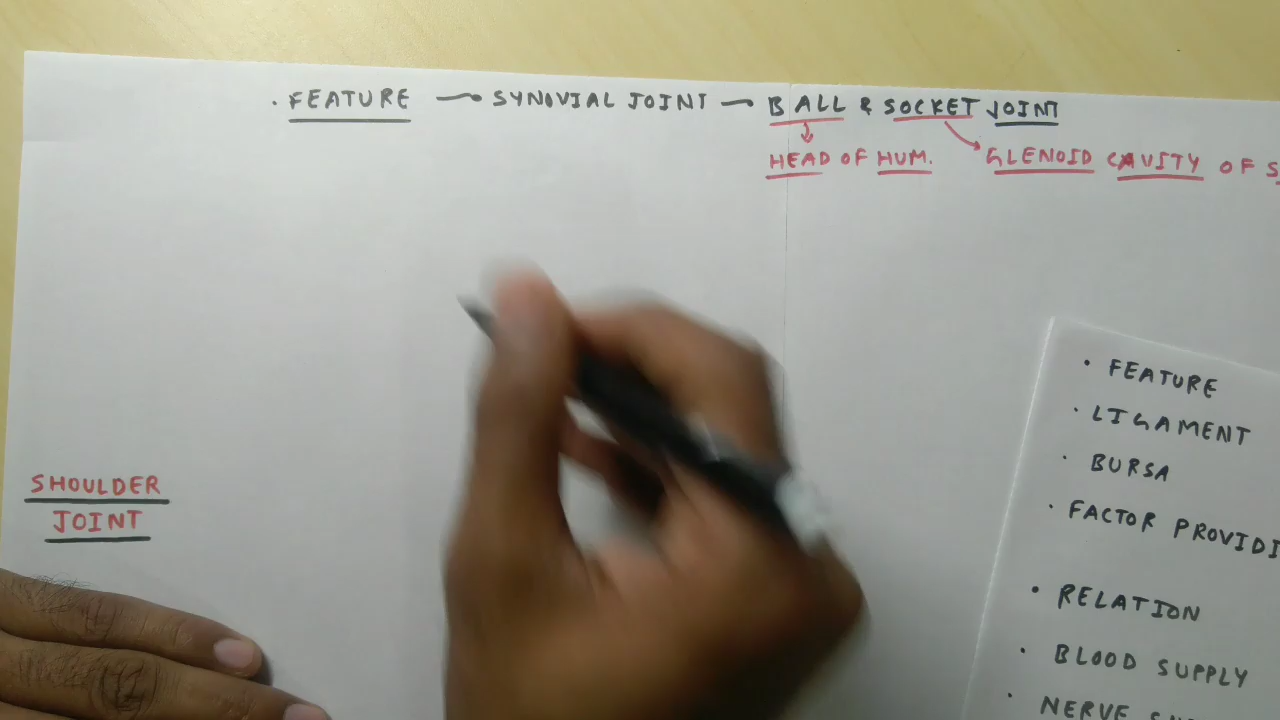 . FEATURE — SYNOVIAL JOINT — BALL & SOCKET JOINT
HEAD OF HUM. GLENOID CAVITY OF
SHOULDER
JOINT
• FEATURE
• LIGAMENT
• BURSA
• FACTOR
• RELATION
• BLOOD SUPPLY
• NERVE